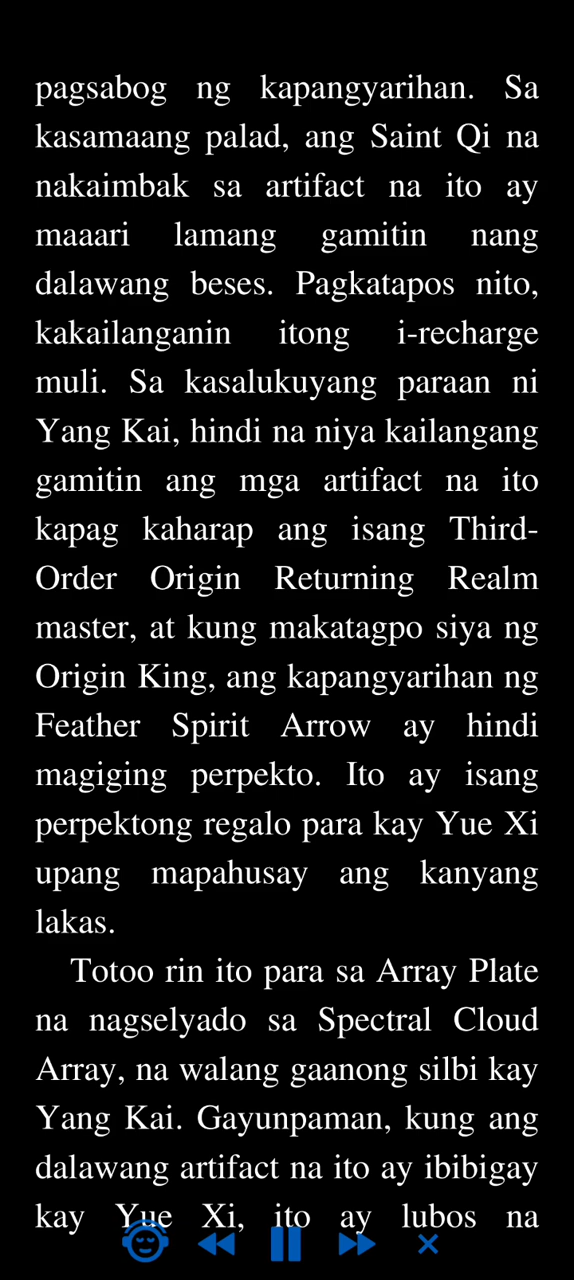 pagsabog ng kapangyarihan. Sa
kasamaang palad, ang Saint Qi na
nakaimbak sa artifact na ito ay
maaari lamang gamitin nang
dalawang beses. Pagkatapos nito,
kakailanganin itong i-recharge
muli. Sa kasalukuyang paraan ni
Yang Kai, hindi na niya kailangang
gamitin ang mga artifact na ito
kapag kaharap ang isang Third-
Order Origin Returning Realm
master, at kung makatagpo siya ng
Origin King, ang kapangyarihan ng
Feather Spirit Arrow ay hindi
magiging perpekto. Ito ay isang
perpektong regalo para kay Yue Xi
upang mapahusay ang kanyang
lakas.
Totoo rin ito para sa Array Plate
na nagselyado sa Spectral Cloud
Array, na walang gaanong silbi kay
Yang Kai. Gayunpaman, kung ang
dalawang artifact na ito ay ibibigay
kay Yue Xi, ito ay lubos na